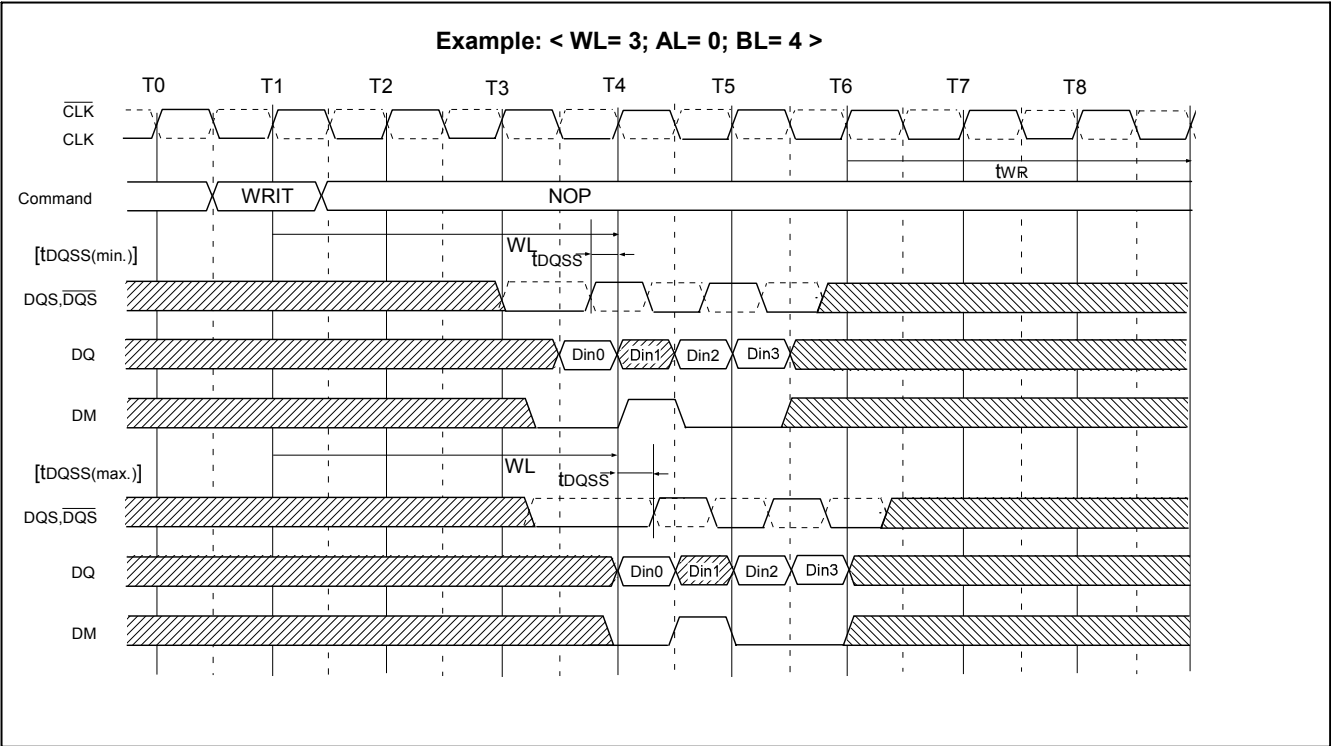 Example: < WL= 3; AL= 0; BL= 4 >
T0 T1 T2 T3 T4 T5 T6 T7 T8
CLK
CLK
tWR
Command WRIT NOP
WL
[tDQSS(min.)] tDQSS
DQS,DQS
DQ Din0 Din1 Din2 Din3
DM
WL
[tDQSS(max.)] tDQSS
DQS,DQS
DQ Din0 Din1 Din2 Din3
DM